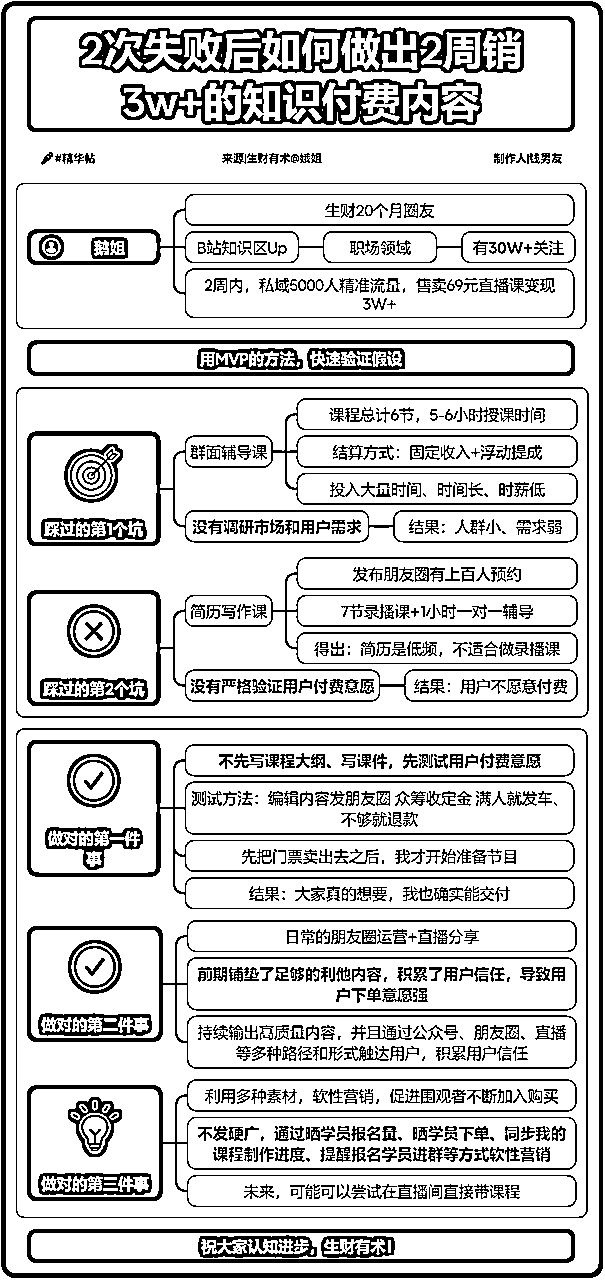 2次失败后如何做出2周销
3w+的知识付费内容
#精华帖
来源|生财有术@嫦姐
制作人|钱男友
生财20个月圈友
鹅姐
B站知识区Up
职场领域
有30W+关注
2周内，私域5000人精准流量，售卖69元直播课变现
3W+
用MVP的方法，快速验证假设
课程总计6节，5-6小时授课时间
群面辅导课
结算方式：固定收入+浮动提成
投入大量时间、时间长、时薪低
踩过的第1个坑
没有调研市场和用户需求
结果：人群小、需求弱
发布朋友圈有上百人预约
简历写作课
7节录播课+1小时一对一辅导
得出：简历是低频，不适合做录播课
踩过的第2个坑
没有严格验证用户付费意愿
结果：用户不愿意付费
不先写课程大纲、写课件，先测试用户付费意愿
测试方法：编辑内容发朋友圈 众筹收定金 满人就发车、
不够就退款
做对的第一件
事
先把门票卖出去之后，我才开始准备节目
结果：大家真的想要，我也确实能交付
日常的朋友圈运营+直播分享
前期铺垫了足够的利他内容，积累了用户信任，导致用
户下单意愿强
做对的第二件事
持续输出高质量内容，并且通过公众号、朋友圈、直播
等多种路径和形式触达用户，积累用户信任
利用多种素材，软性营销，促进围观者不断加入购买
不发硬广，通过晒学员报名量、晒学员下单、同步我的
课程制作进度、提醒报名学员进群等方式软性营销
做对的第三件事
未来，可能可以尝试在直播间直接带课程
祝大家认知进步，生财有术！